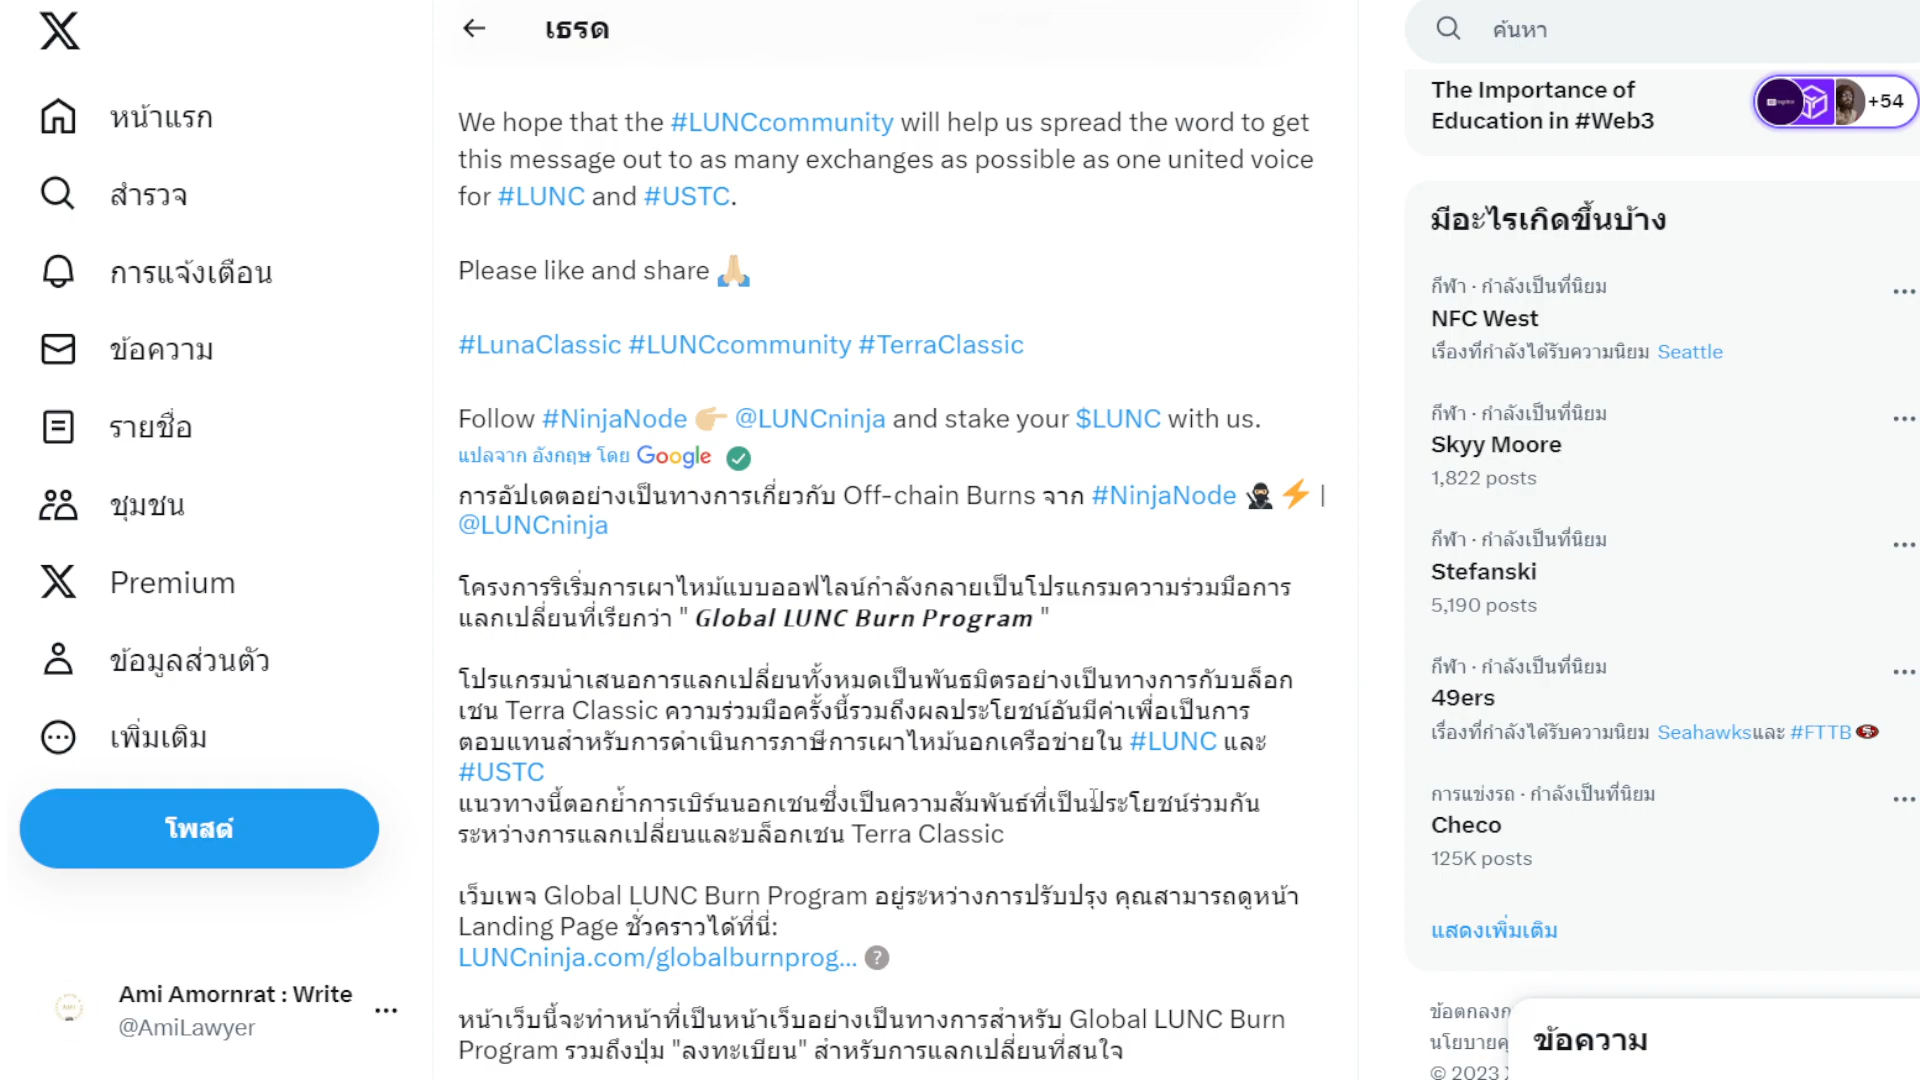 หน้าแรก
สำรวจ
การแจ้งเตือน
ข้อความ
รายชื่อ
ชุมชน
Premium
ข้อมูลส่วนตัว
เพิ่มเติม
โพสต์
Ami Amornrat : Write
@AmiLawyer
เธรด
We hope that the #LUNCcommunity will help us spread the word to get
this message out to as many exchanges as possible as one united voice
for #LUNC and #USTC.
Please like and share 🙏🏼
#LunaClassic #LUNCcommunity #TerraClassic
Follow #NinjaNode 👉🏼 @LUNCninja and stake your $LUNC with us.
แปลจาก อังกฤษ โดย Google
การอัปเดตอย่างเป็นทางการเกี่ยวกับ Off-chain Burns จาก #NinjaNode 🥷 ⚡ |
@LUNCninja
โครงการริเริ่มการเผาไหม้แบบออฟไลน์กำลังกลายเป็นโปรแกรมความร่วมมือการ
แลกเปลี่ยนที่เรียกว่า " Global LUNC Burn Program "
โปรแกรมนำเสนอการแลกเปลี่ยนทั้งหมดเป็นพันธมิตรอย่างเป็นทางการกับบล็อก
เชน Terra Classic ความร่วมมือครั้งนี้รวมถึงผลประโยชน์อันมีค่าเพื่อเป็นการ
ตอบแทนสำหรับการดำเนินการภาษีการเผาไหม้นอกเครือข่ายใน #LUNC และ
#USTC
แนวทางนี้ตอกย้ำการเบิร์นนอกเชนซึ่งเป็นความสัมพันธ์ที่เป็นประโยชน์ร่วมกัน
ระหว่างการแลกเปลี่ยนและบล็อกเชน Terra Classic
เว็บเพจ Global LUNC Burn Program อยู่ระหว่างการปรับปรุง คุณสามารถดูหน้า
Landing Page ชั่วคราวได้ที่นี่:
LUNCninja.com/globalburnprog...
หน้าเว็บนี้จะทำหน้าที่เป็นหน้าเว็บอย่างเป็นทางการสำหรับ Global LUNC Burn
Program รวมถึงปุ่ม "ลงทะเบียน" สำหรับการแลกเปลี่ยนที่สนใจ
ค้นหา
The Importance of
Education in #Web3
+54
มีอะไรเกิดขึ้นบ้าง
กีฬา · กำลังเป็นที่นิยม
NFC West
เรื่องที่กำลังได้รับความนิยม Seattle
กีฬา · กำลังเป็นที่นิยม
Skyy Moore
1,822 posts
กีฬา · กำลังเป็นที่นิยม
Stefanski
5,190 posts
กีฬา · กำลังเป็นที่นิยม
49ers
เรื่องที่กำลังได้รับความนิยม Seahawksและ #FTTB
การแข่งรถ · กำลังเป็นที่นิยม
Checo
125K posts
แสดงเพิ่มเติม
© 2023
ข้อความ